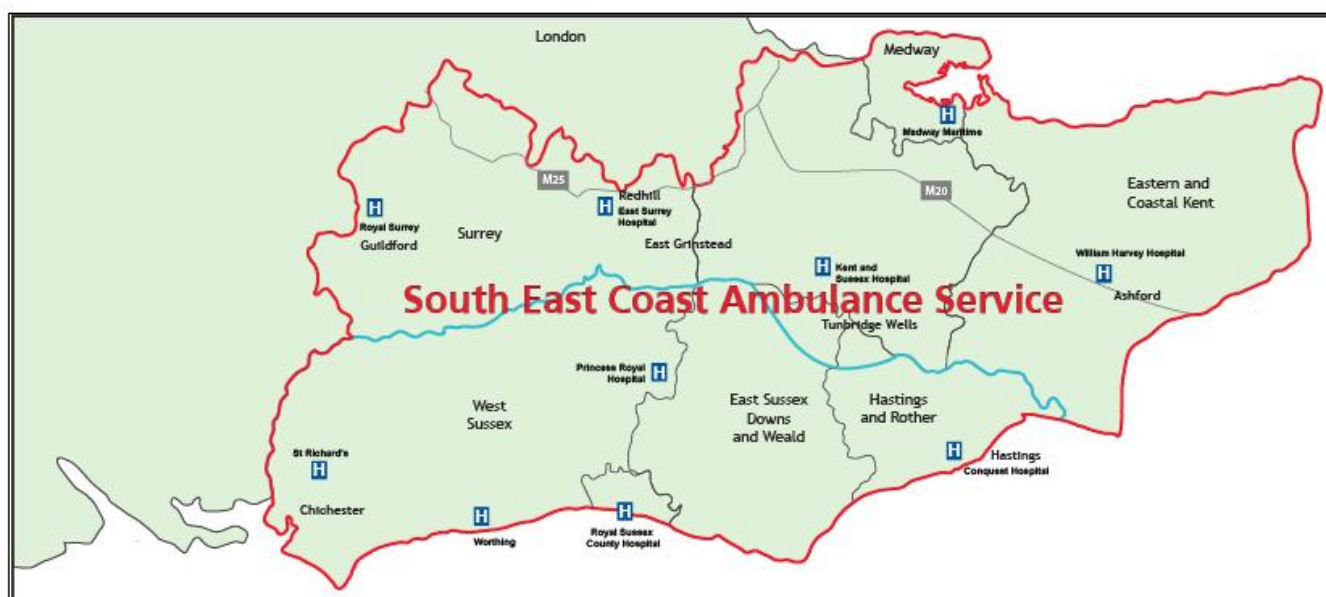 London
Medway
H
Medway Maritime
M25
M20
Redhill
H
East Surrey
Hospital
Eastern and
Coastal Kent
H
Royal Surrey
Guildford
Surrey
East Grinstead
William Harvey Hospital
H
Ashford
H
Kent and
Sussex Hospital
South East Coast Ambulance Service
Tunbridge Wells
Princess Royal
Hospital
H
West
Sussex
East Sussex
Downs
and Weald
Hastings
and Rother
St Richard's
H
H
Hastings
Conquest Hospital
Chichester
H
Worthing
H
Royal Sussex
County Hospital